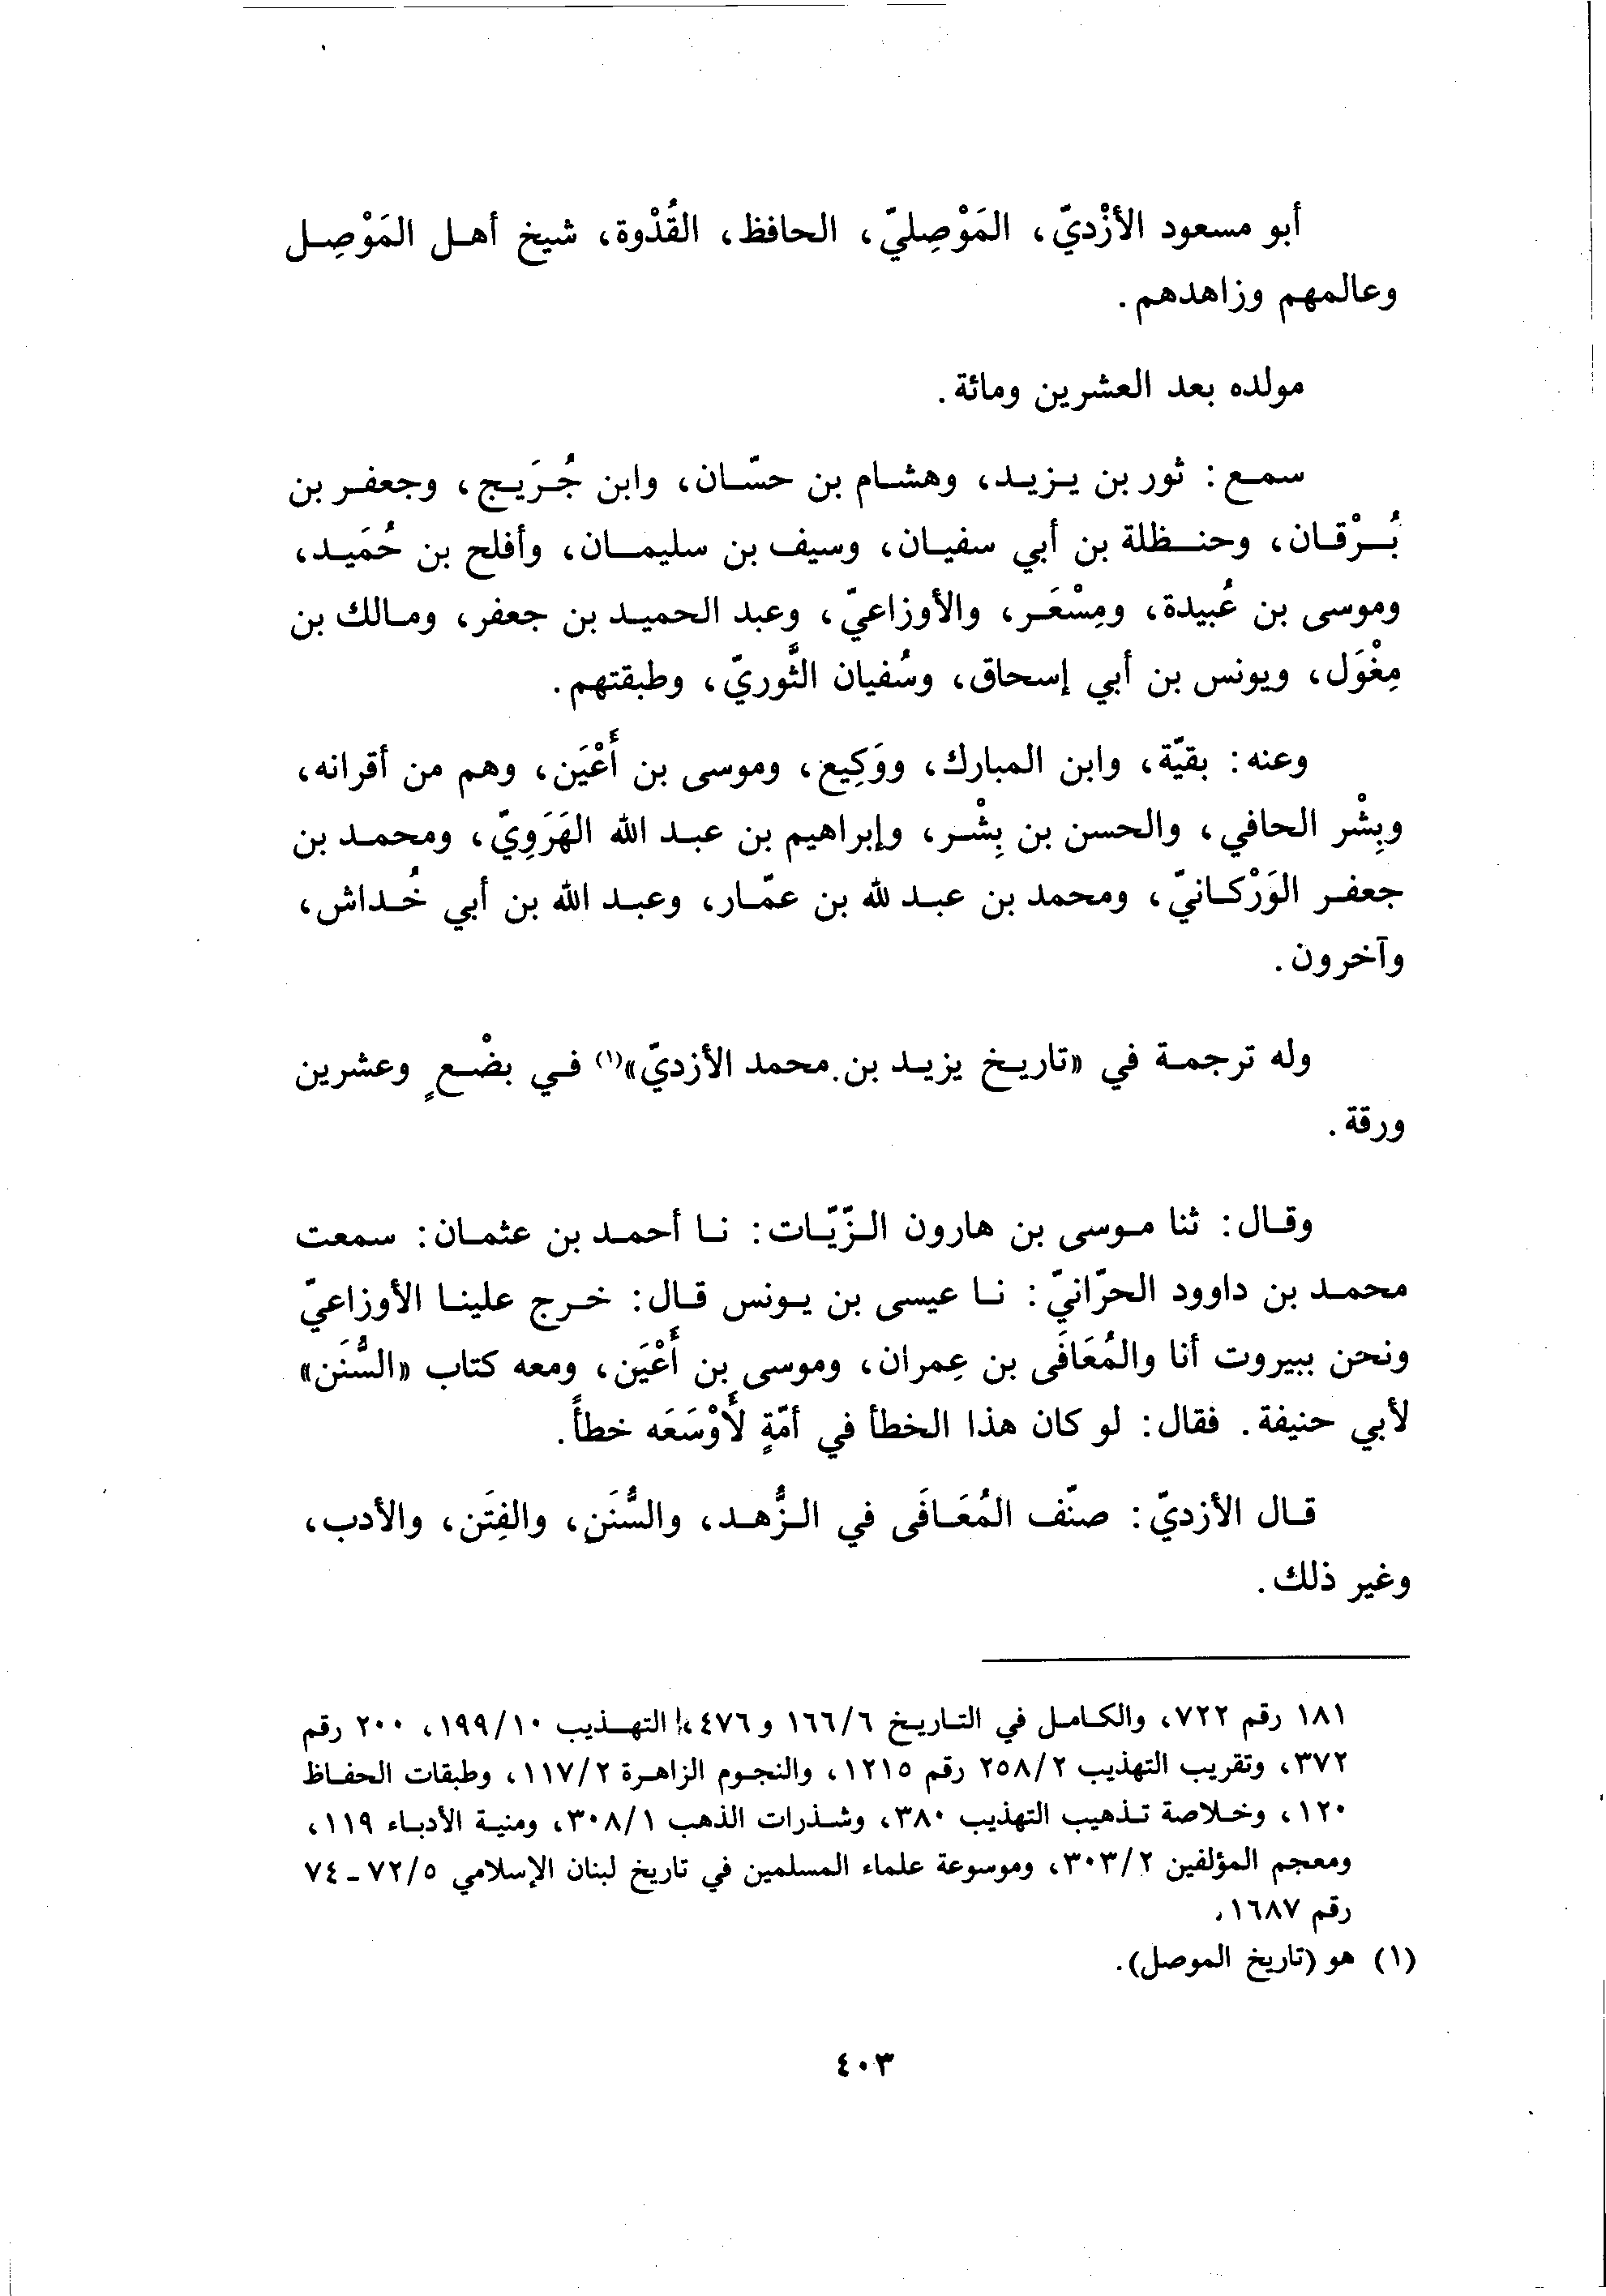 أبو مسعود الأزْديّ، المَوْصِليّ، الحافظ، القُدْوة، شيخ أهل المَوْصِل
وعالمهم وزاهدهم.
مولده بعد العشرين ومائة.
سمع: ثور بن يزيد، وهشام بن حسّان، وابن جُرَيج، وجعفر بن
بُرْقان، وحنظلة بن أبي سفيان، وسيف بن سليمان، وأفلح بن حُمَيد،
وموسى بن عُبيدة، ومِسْعَر، والأوزاعيّ، وعبد الحميد بن جعفر، ومالك بن
مِغْوَل، ويونس بن أبي إسحاق، وسُفيان الثَّوريّ، وطبقتهم.
وعنه: بقيّة، وابن المبارك، ووَكِيع، وموسى بن أَعْيَن، وهم من أقرانه،
وبِشْر الحافي، والحسن بن بِشْر، وإبراهيم بن عبد الله الهَرَوِيّ، ومحمد بن
جعفر الوَرْكانيّ، ومحمد بن عبد لله بن عمّار، وعبد الله بن أبي خُداش،
وآخرون.
وله ترجمة في «تاريخ يزيد بن محمد الأزديّ»(١) في بضْعٍ وعشرين
ورقة.
وقال: ثنا موسى بن هارون الزّيّات: نا أحمد بن عثمان: سمعت
محمد بن داوود الحرّانيّ: نا عيسى بن يونس قال: خرج علينا الأوزاعيّ
ونحن ببيروت أنا والمُعَافَى بن عِمران، وموسى بن أَعْيَن، ومعه كتاب «السُّنَن»
لأبي حنيفة. فقال: لو كان هذا الخطأ في أمّةٍ لأَوْسَعَه خطأً.
قال الأزديّ: صنّف المُعَافَى في الزُّهد، والسُّنَنِ، والفِتَن، والأدب،
وغير ذلك.
١٨١ رقم ٧٢٢، والكامل في التاريخ ١٦٦/٦ و ٤٧٦، التهذيب ١٩٩/١٠، ٢٠٠ رقم
٣٧٢، وتقريب التهذيب ٢٥٨/٢ رقم ١٢١٥، والنجوم الزاهرة ١١٧/٢، وطبقات الحفاظ
١٢٠، وخلاصة تذهيب التهذيب ٣٨٠، وشذرات الذهب ٣٠٨/١، ومنية الأدباء ١١٩،
ومعجم المؤلفين ٣٠٣/٢، وموسوعة علماء المسلمين في تاريخ لبنان الإسلامي ٧٢/٥ - ٧٤
رقم ١٦٨٧.
(١) هو (تاريخ الموصل).
٤٠٣